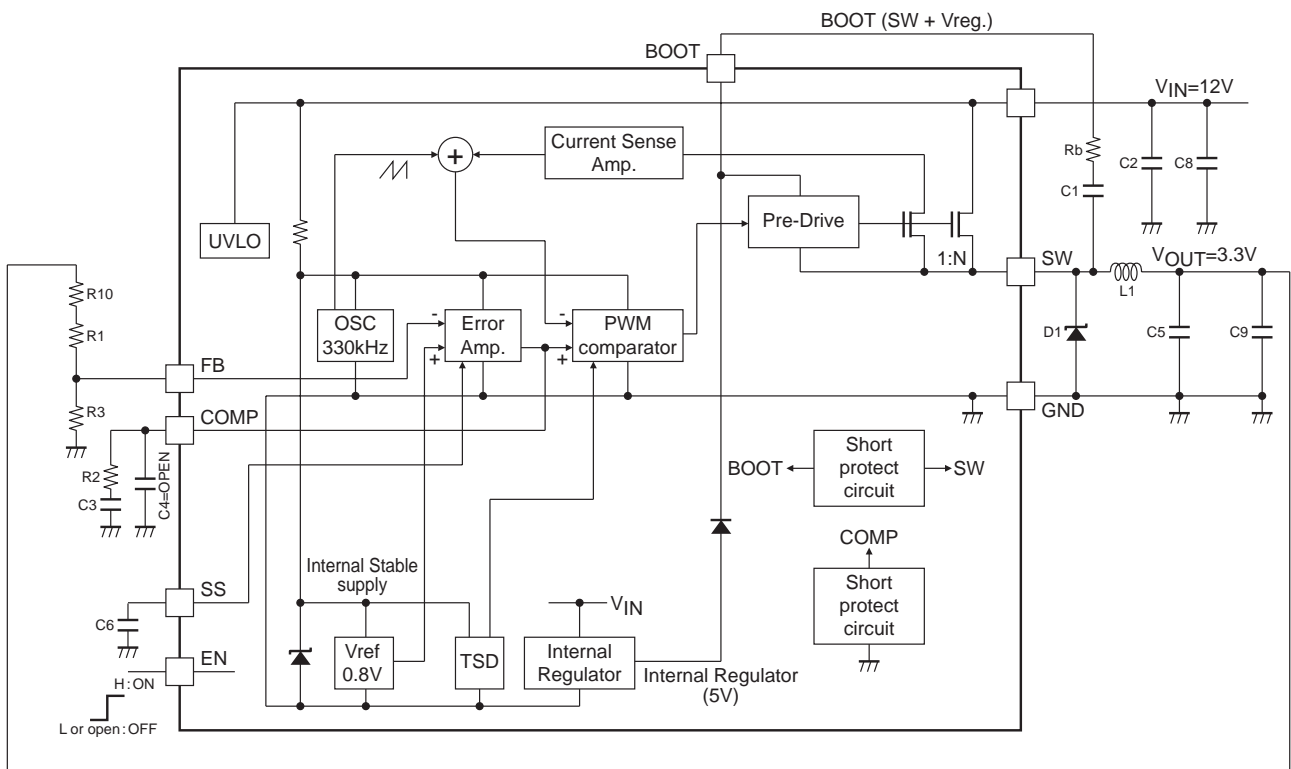 BOOT (SW + Vreg.)
BOOT
VIN=12V
Current Sense
Amp.
+
Rb
C1
C2
C8
UVLO
Pre-Drive
1:N
SW
VOUT=3.3V
L1
R10
R1
OSC
330kHz
-
Error
Amp.
+
-
PWM
comparator
+
D1
C5
C9
FB
R3
COMP
GND
R2
C3
C4=OPEN
BOOT
Short
protect
circuit
SW
COMP
Internal Stable
supply
SS
C6
VIN
Short
protect
circuit
EN
H:ON
L or open:OFF
Vref
0.8V
TSD
Internal
Regulator
Internal Regulator
(5V)